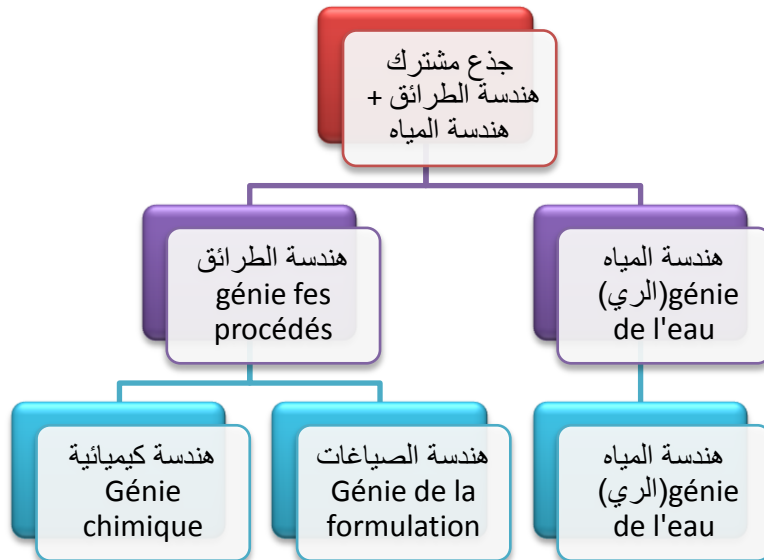 جذع مشترك
هندسة الطرائق +
هندسة المياه
هندسة الطرائق
génie fes
procédés
هندسة المياه
génie(الري)
de l'eau
هندسة كيميائية
Génie
chimique
هندسة الصياغات
Génie de la
formulation
هندسة المياه
génie(الري)
de l'eau